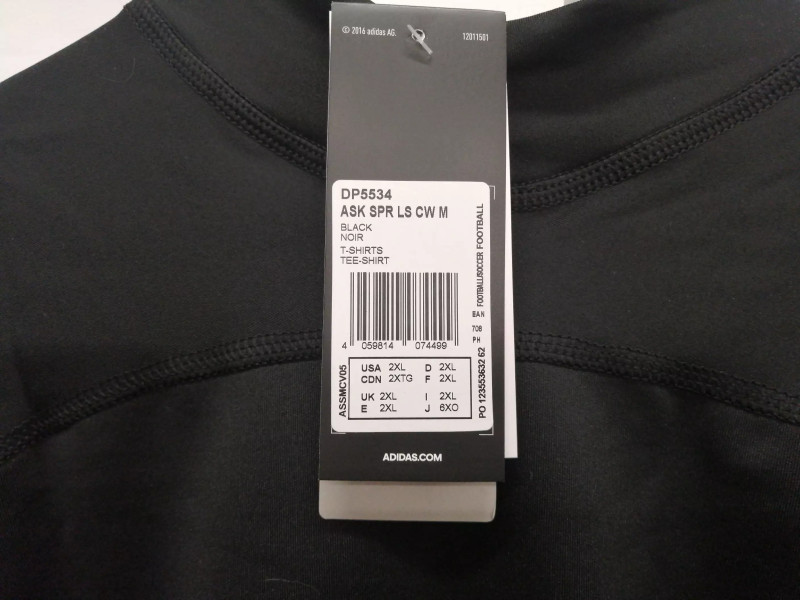 © 2016 adidas AG.
12011501
DP5534
ASK SPR LS CW M
BLACK
NOIR
T-SHIRTS
TEE-SHIRT
4 059814 074499
USA 2XL D 2XL
CDN 2XTG F 2XL
UK 2XL I 2XL
E 2XL J 6XO
ASSMCV05
FOOTBALL/SOCCER FOOTBALL
EAN
708
PH
PO 123553632 62
ADIDAS.COM